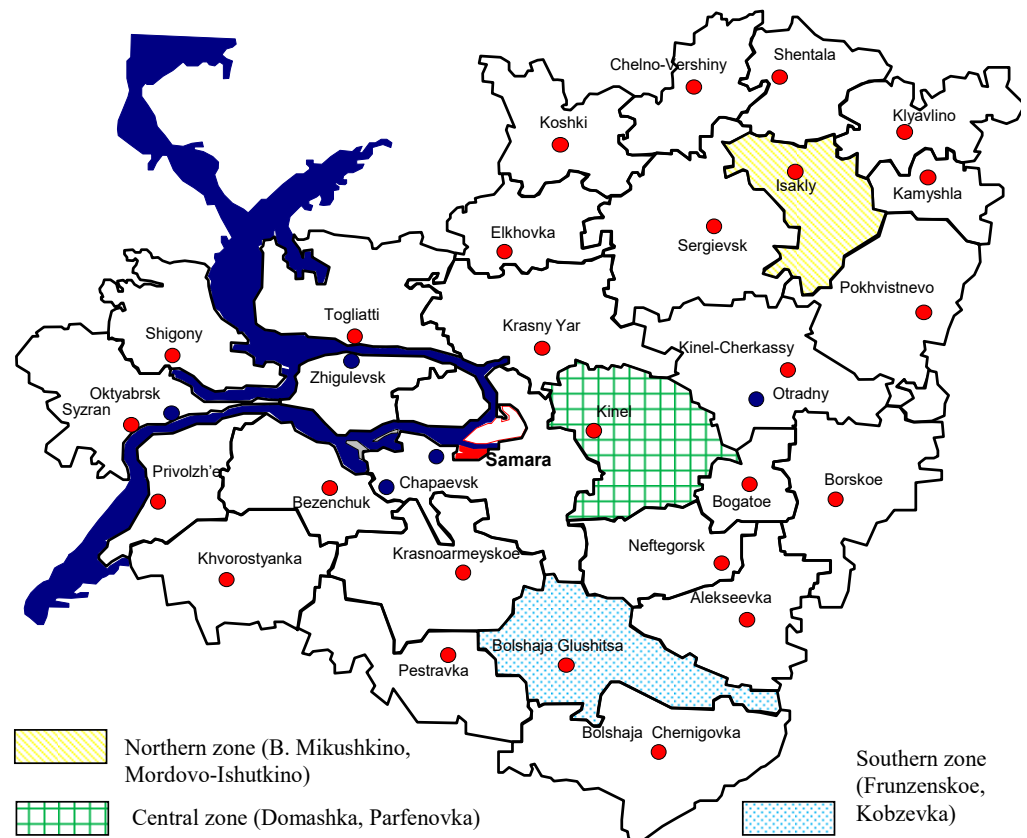 Shentala
Chelno-Vershiny
Klyavlino
Koshki
Isakly
Kamyshla
Elkhovka
Sergievsk
Pokhvistnevo
Togliatti
Krasny Yar
Shigony
Kinel-Cherkassy
Zhigulevsk
Oktyabrsk
Otradny
Syzran
Kinel
Samara
Privolzh'e
Chapaevsk
Bezenchuk
Bogatoe
Borskoe
Khvorostyanka
Krasnoarmeyskoe
Neftegorsk
Alekseevka
Bolshaja Glushitsa
Pestravka
Bolshaja Chernigovka
Northern zone (B. Mikushkino,
Mordovo-Ishutkino)
Central zone (Domashka, Parfenovka)
Southern zone
(Frunzenskoe,
Kobzevka)